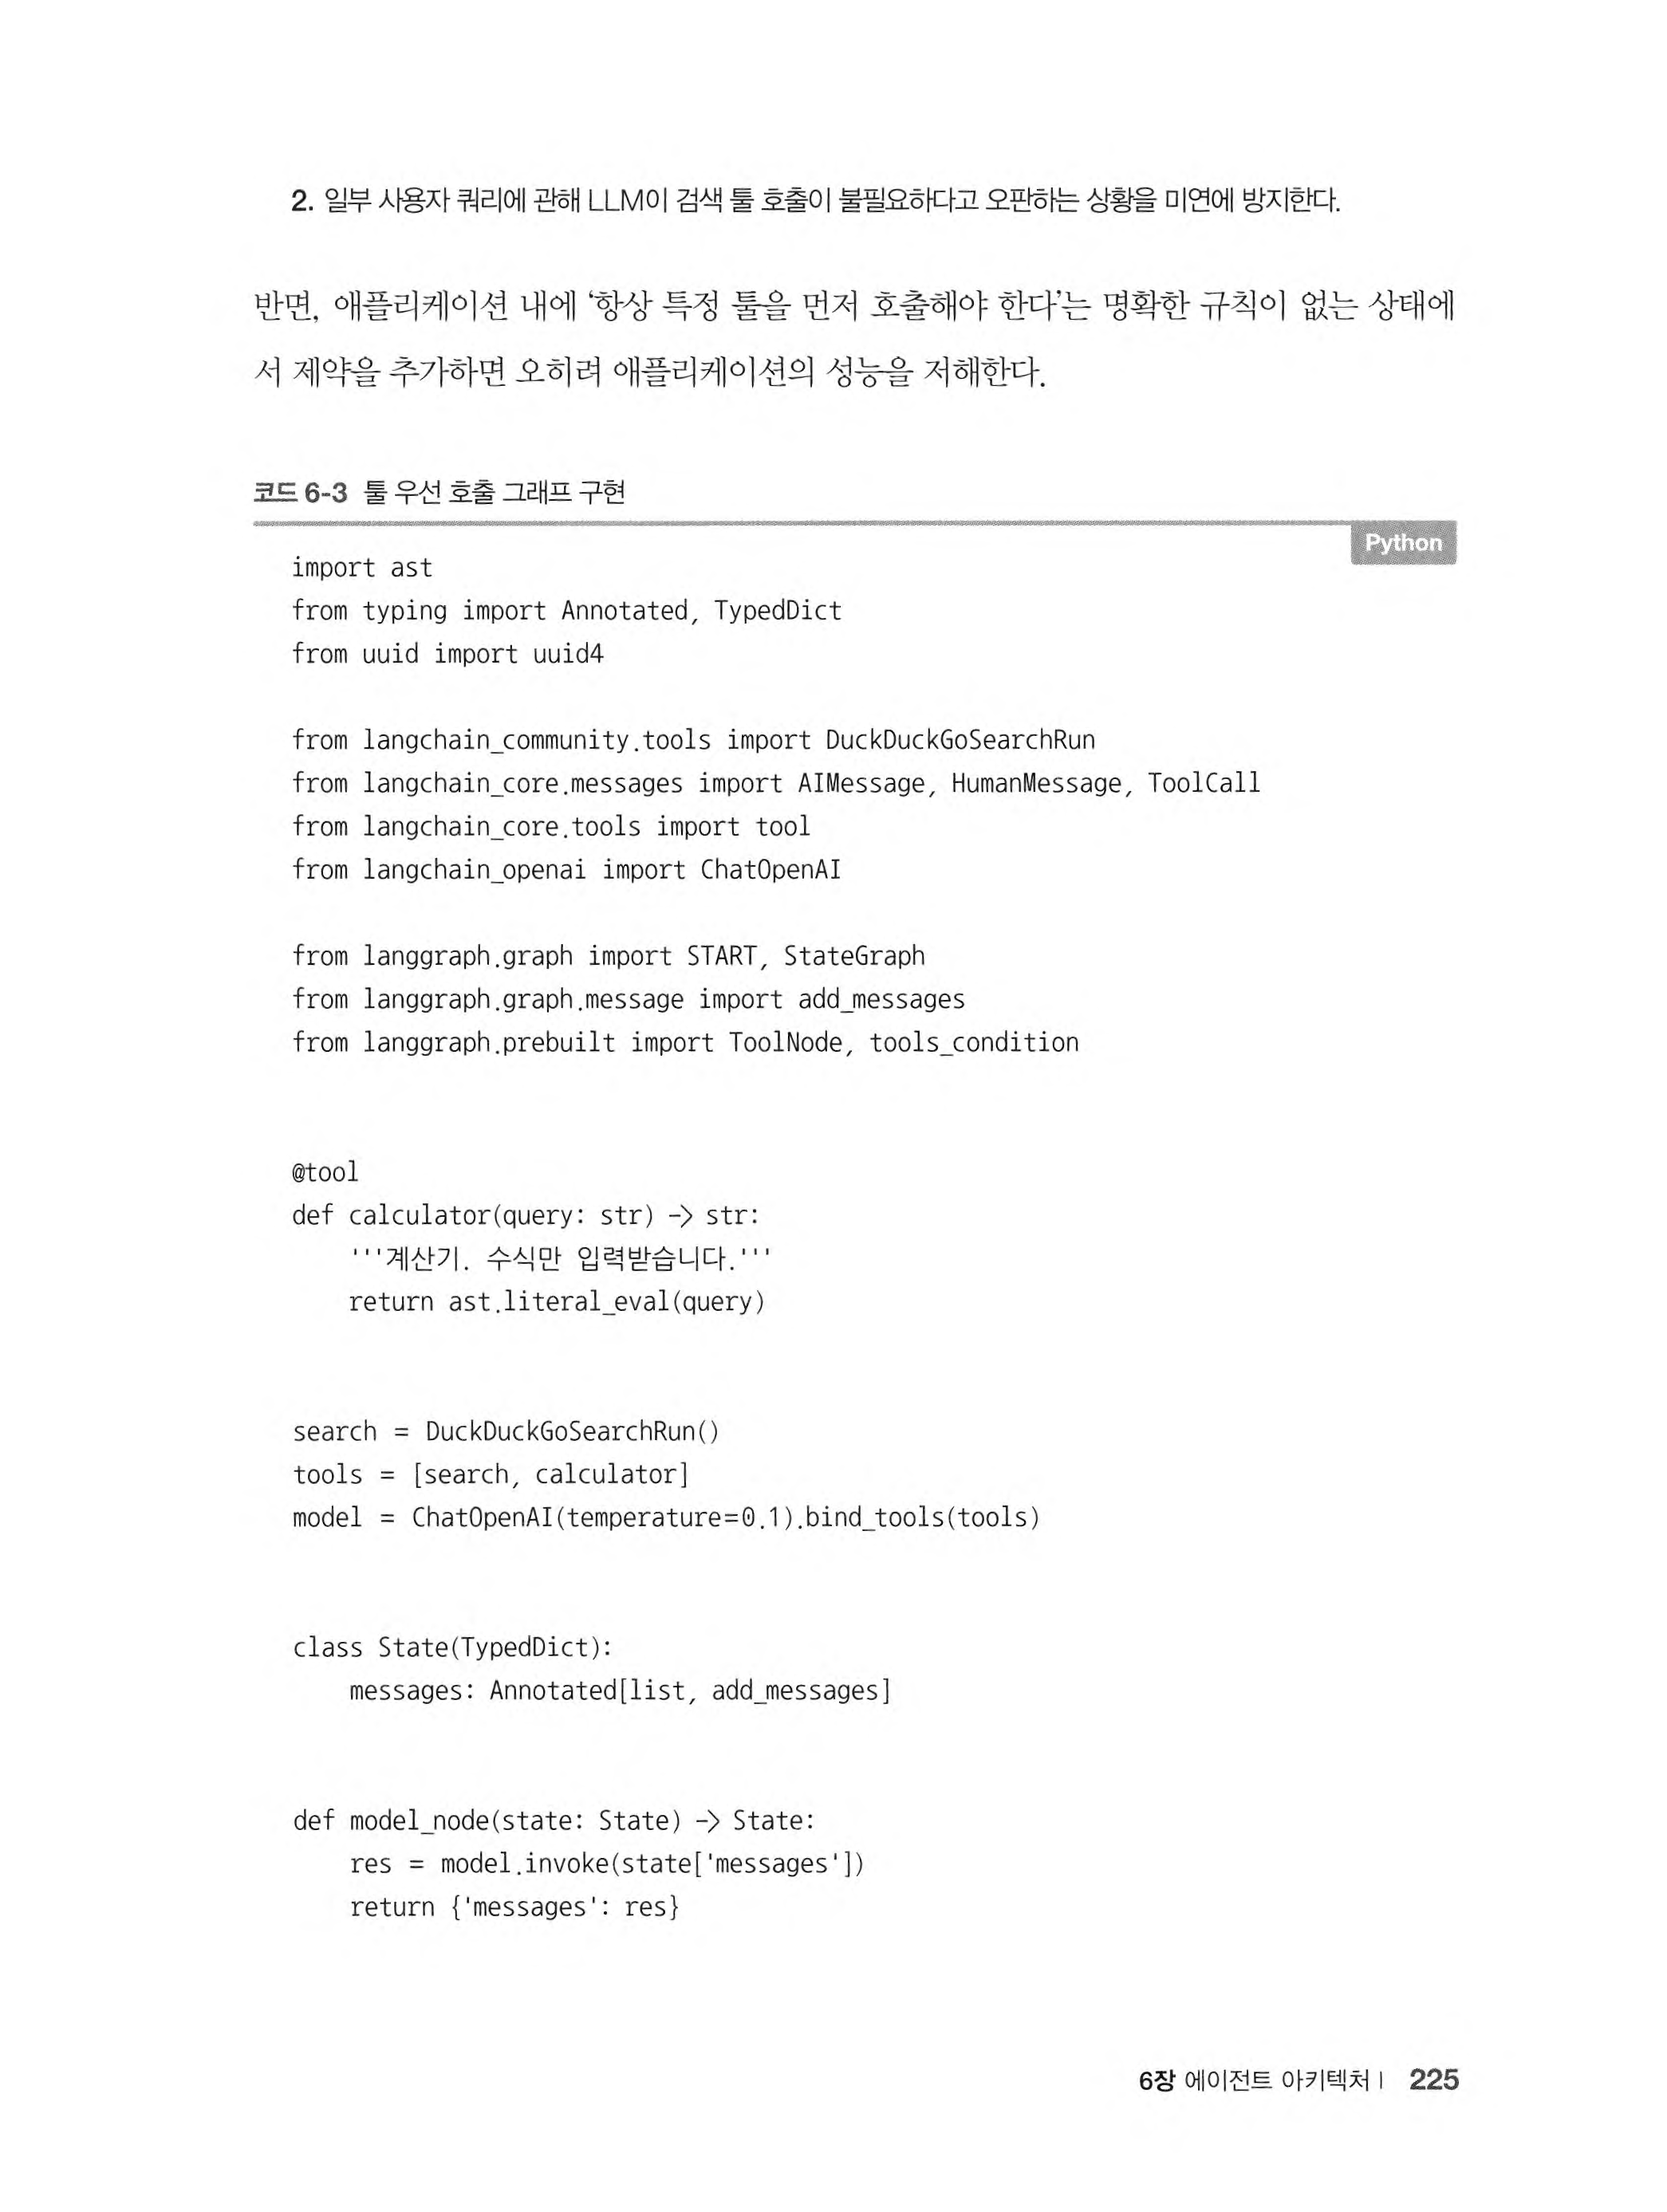 2. 일부 사용자 쿼리에 관해 LLM이 검색 툴 호출이 불필요하다고 오판하는 상황을 미연에 방지한다.
반면, 애플리케이션 내에 ‘항상 특정 툴을 먼저 호출해야 한다’는 명확한 규칙이 없는 상태에
서 제약을 추가하면 오히려 애플리케이션의 성능을 저해한다.
코드 6-3 툴 우선 호출 그래프 구현
Python
import ast
from typing import Annotated, TypedDict
from uuid import uuid4

from langchain_community.tools import DuckDuckGoSearchRun
from langchain_core.messages import AIMessage, HumanMessage, ToolCall
from langchain_core.tools import tool
from langchain_openai import ChatOpenAI

from langgraph.graph import START, StateGraph
from langgraph.graph.message import add_messages
from langgraph.prebuilt import ToolNode, tools_condition

@tool
def calculator(query: str) -> str:
    '''계산기. 수식만 입력받습니다.'''
    return ast.literal_eval(query)

search = DuckDuckGoSearchRun()
tools = [search, calculator]
model = ChatOpenAI(temperature=0.1).bind_tools(tools)

class State(TypedDict):
    messages: Annotated[list, add_messages]

def model_node(state: State) -> State:
    res = model.invoke(state['messages'])
    return {'messages': res}

6장 에이전트 아키텍처 I 225